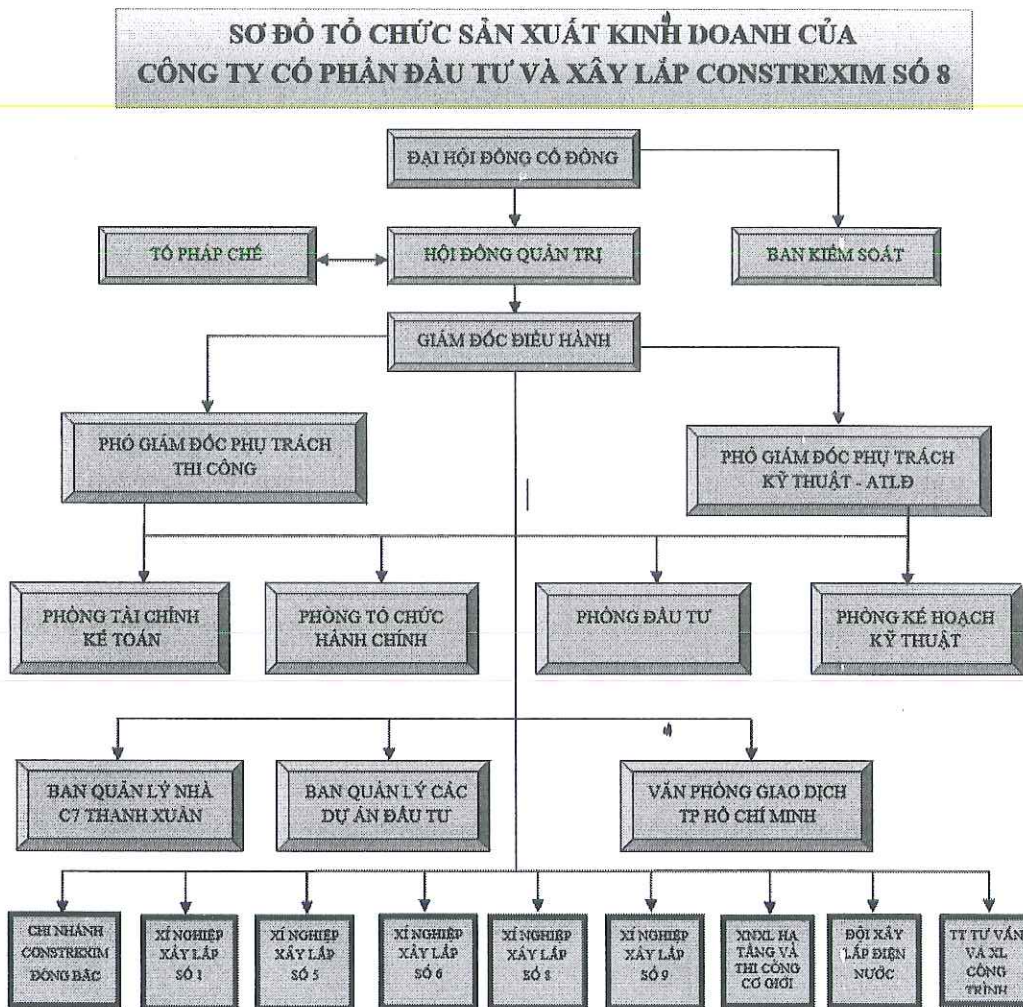 SƠ ĐỒ TỔ CHỨC SẢN XUẤT KINH DOANH CỦA
CÔNG TY CỔ PHẦN ĐẦU TƯ VÀ XÂY LẮP CONSTREXIM SỐ 8
ĐẠI HỘI ĐỒNG CỔ ĐÔNG
TỔ PHÁP CHẾ
HỘI ĐỒNG QUẢN TRỊ
BAN KIỂM SOÁT
GIÁM ĐỐC ĐIỀU HÀNH
PHÓ GIÁM ĐỐC PHỤ TRÁCH
THI CÔNG
PHÓ GIÁM ĐỐC PHỤ TRÁCH
KỸ THUẬT - ATLĐ
PHÒNG TÀI CHÍNH
KẾ TOÁN
PHÒNG TỔ CHỨC
HÀNH CHÍNH
PHÒNG ĐẦU TƯ
PHÒNG KẾ HOẠCH
KỸ THUẬT
BAN QUẢN LÝ NHÀ
C7 THANH XUÂN
BAN QUẢN LÝ CÁC
DỰ ÁN ĐẦU TƯ
VĂN PHÒNG GIAO DỊCH
TP HỒ CHÍ MINH
CHI NHÁNH
CONSTREXIM
ĐÔNG BẮC
XÍ NGHIỆP
XÂY LẮP
SỐ 1
XÍ NGHIỆP
XÂY LẮP
SỐ 5
XÍ NGHIỆP
XÂY LẮP
SỐ 6
XÍ NGHIỆP
XÂY LẮP
SỐ 8
XÍ NGHIỆP
XÂY LẮP
SỐ 9
XNXL HẠ
TẦNG VÀ
THI CÔNG
CƠ GIỚI
ĐỘI XÂY
LẮP ĐIỆN
NƯỚC
TT TƯ VẤN
VÀ XL
CÔNG
TRÌNH